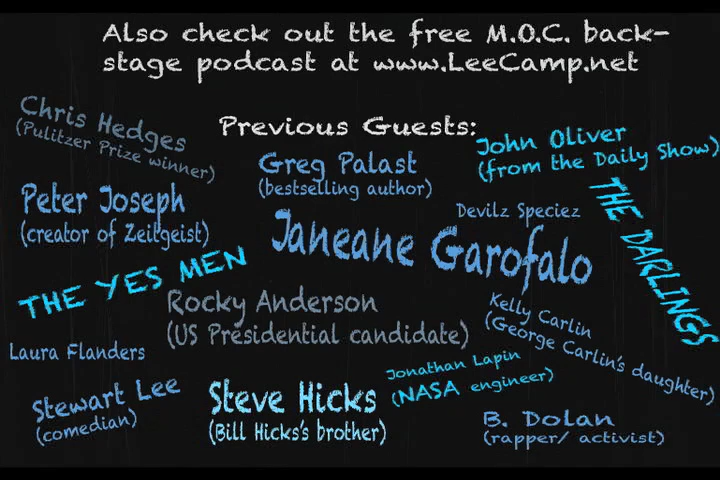 Also check out the free M.O.C. back-
stage podcast at www.LeeCamp.net
Previous Guests:
Chris Hedges
(Pulitzer Prize winner)
Greg Palast
(bestselling author)
John Oliver
(from the Daily Show)
Peter Joseph
(creator of Zeitgeist)
Devilz Speciez
Janeane Garofalo
THE DARLINGS
THE YES MEN
Rocky Anderson
(US Presidential candidate)
Kelly Carlin
(George Carlin's daughter)
Laura Flanders
Jonathan Lapin
(NASA engineer)
Stewart Lee
(comedian)
Steve Hicks
(Bill Hicks's brother)
B. Dolan
(rapper/ activist)